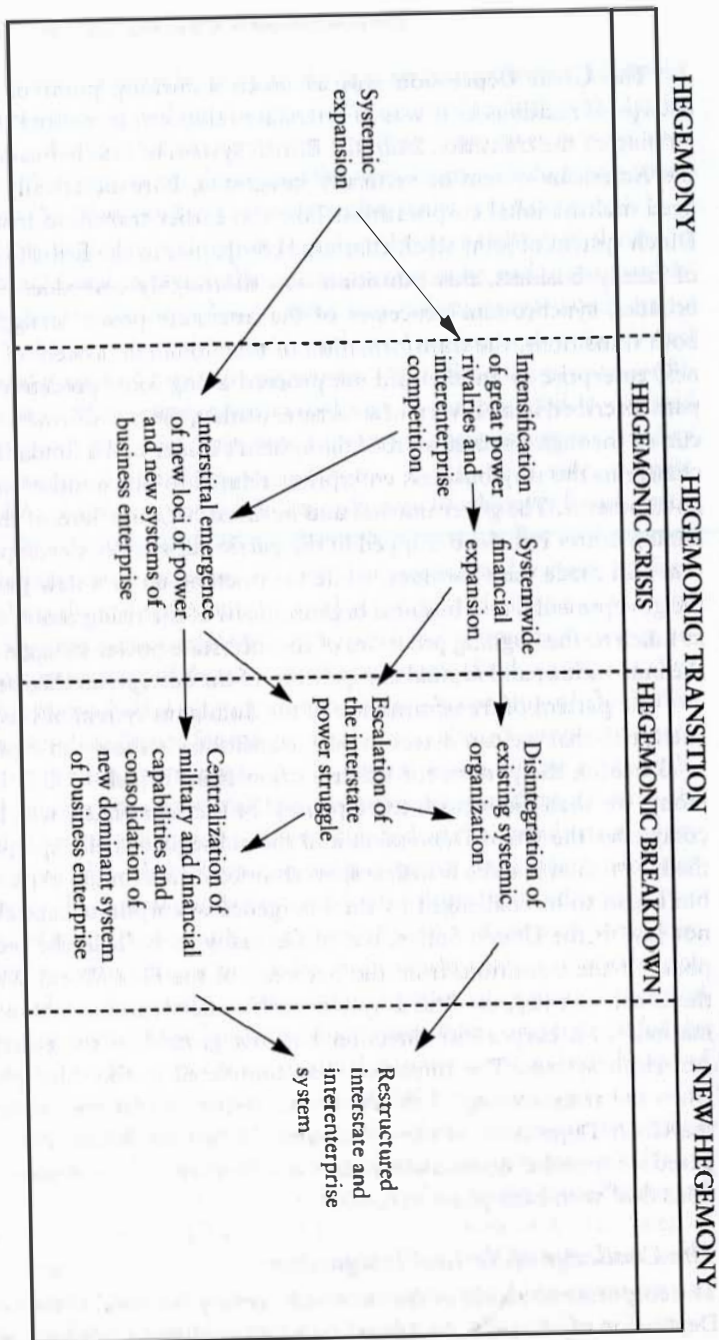 HEGEMONY
HEGEMONIC TRANSITION
NEW HEGEMONY
HEGEMONIC CRISIS
HEGEMONIC BREAKDOWN
Systemic
expansion
Intensification
of great power
rivalries and
interenterprise
competition
Systemwide
financial
expansion
Disintegration of
existing systemic
organization
Interstital emergence
of new loci of power
and new systems of
business enterprise
Escalation of
the interstate
power struggle
Centralization of
military and financial
capabilities and
consolidation of
new dominant system
of business enterprise
Restructured
interstate and
interenterprise
system